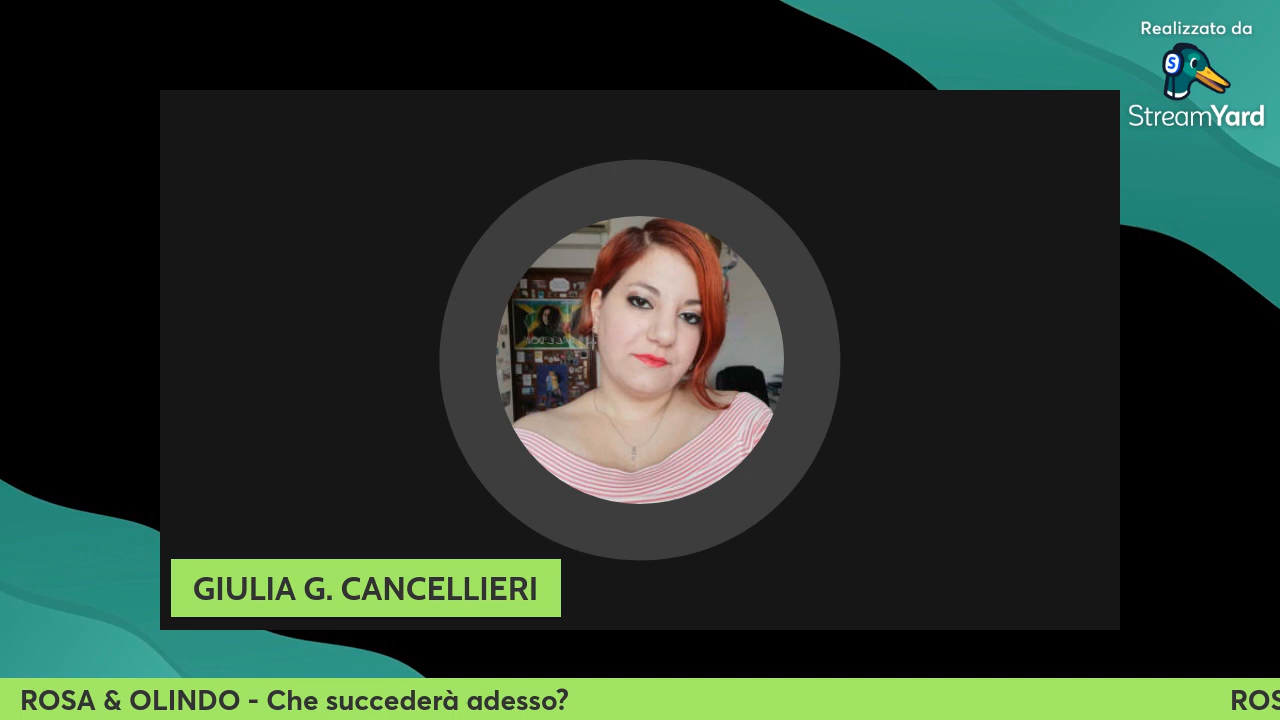 Realizzato da
S
StreamYard
GIULIA G. CANCELLIERI
ROSA & OLINDO - Che succederà adesso?
ROS